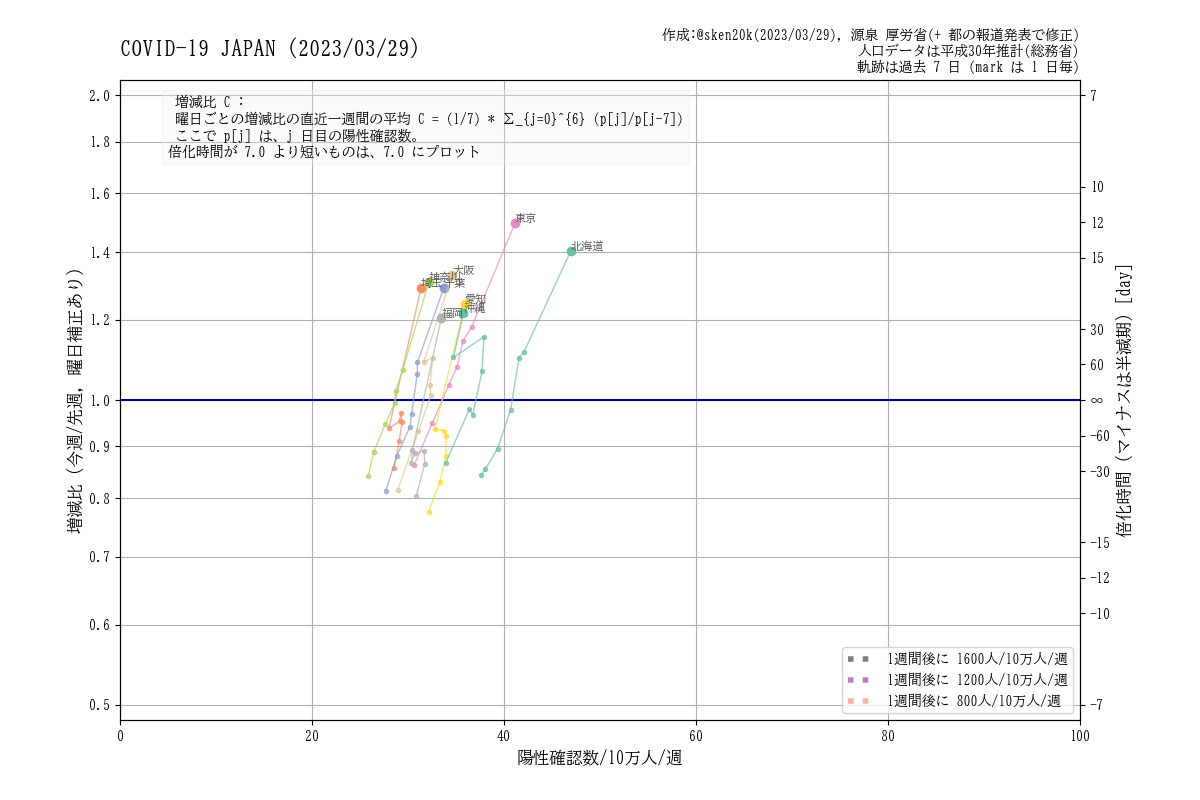 COVID-19 JAPAN (2023/03/29)
作成:@sken20k(2023/03/29), 源泉 厚労省(+ 都の報道発表で修正)
人口データは平成30年推計(総務省)
軌跡は過去 7 日 (mark は 1 日毎)
増減比 C :
曜日ごとの増減比の直近一週間の平均 C = (1/7) * Σ_{j=0}^{6} (p[j]/p[j-7])
ここで p[j] は、j 日目の陽性確認数。
倍化時間が 7.0 より短いものは、7.0 にプロット
増減比 (今週/先週, 曜日補正あり)
2.0
1.8
1.6
1.4
1.2
1.0
0.9
0.8
0.7
0.6
0.5
東京
北海道
大阪
神奈川
埼玉
千葉
愛知
沖縄
福岡
7
10
12
15
30
60
∞
-60
-30
-15
-12
-10
-7
倍化時間 (マイナスは半減期) [day]
1週間後に 1600人/10万人/週
1週間後に 1200人/10万人/週
1週間後に 800人/10万人/週
0
20
40
60
80
100
陽性確認数/10万人/週